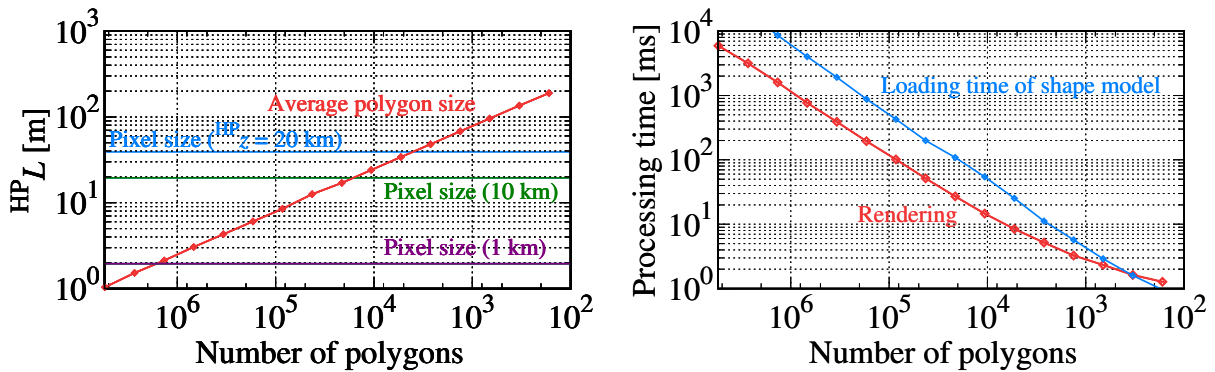 10³
10²
10¹
10⁰
ᴴᴾL [m]
Average polygon size
Pixel size (ᴴᴾz = 20 km)
Pixel size (10 km)
Pixel size (1 km)
10⁶ 10⁵ 10⁴ 10³ 10²
Number of polygons
10⁴
10³
10²
10¹
10⁰
Processing time [ms]
Loading time of shape model
Rendering
10⁶ 10⁵ 10⁴ 10³ 10²
Number of polygons